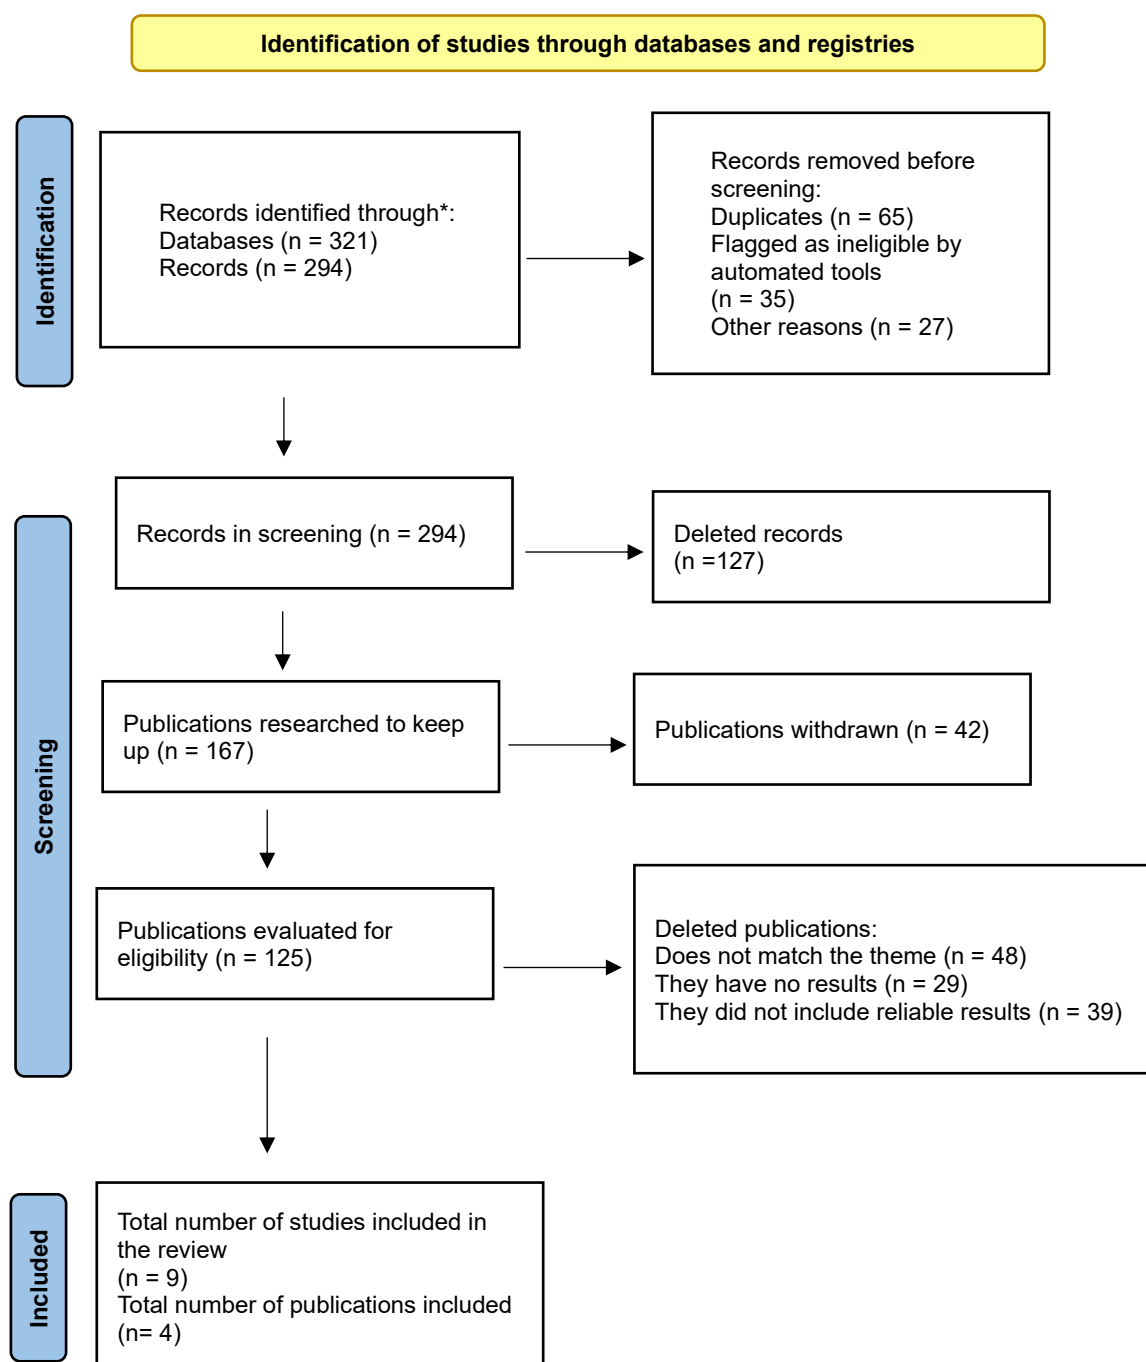 Identification of studies through databases and registries
Identification
Records identified through*:
Databases (n = 321)
Records (n = 294)
Records removed before
screening:
Duplicates (n = 65)
Flagged as ineligible by
automated tools
(n = 35)
Other reasons (n = 27)
Screening
Records in screening (n = 294)
Deleted records
(n =127)
Publications researched to keep
up (n = 167)
Publications withdrawn (n = 42)
Publications evaluated for
eligibility (n = 125)
Deleted publications:
Does not match the theme (n = 48)
They have no results (n = 29)
They did not include reliable results (n = 39)
Included
Total number of studies included in
the review
(n = 9)
Total number of publications included
(n= 4)